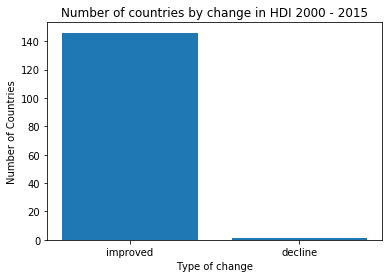 Number of countries by change in HDI 2000 - 2015
Number of Countries
140
120
100
80
60
40
20
0
improved
decline
Type of change